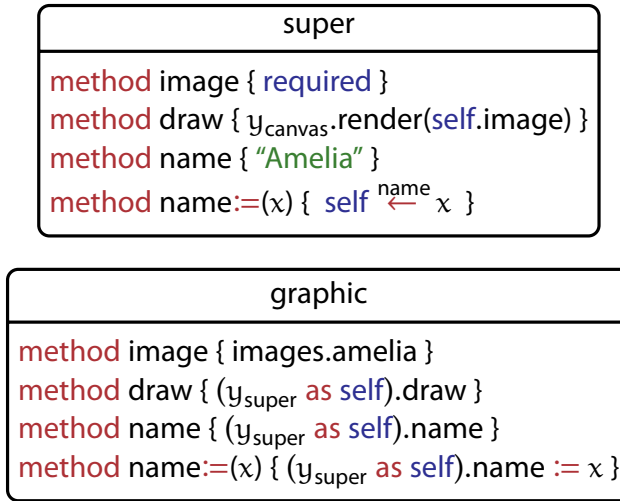 super
method image { required }
method draw { y_canvas.render(self.image) }
method name { “Amelia” }
method name:=(x) { self ←^name x }
graphic
method image { images.amelia }
method draw { (y_super as self).draw }
method name { (y_super as self).name }
method name:=(x) { (y_super as self).name := x }